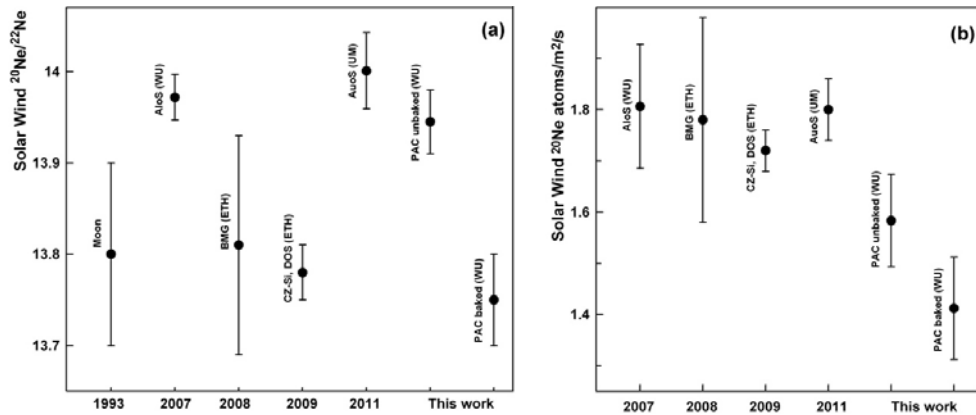 (a)
Solar Wind ²⁰Ne/²²Ne
14
13.9
13.8
13.7
Moon
AloS (WU)
BMG (ETH)
CZ-Si, DOS (ETH)
AuoS (UM)
PAC unbaked (WU)
PAC baked (WU)
1993 2007 2008 2009 2011 This work
(b)
Solar Wind ²⁰Ne atoms/m²/s
1.8
1.6
1.4
AloS (WU)
BMG (ETH)
CZ-Si, DOS (ETH)
AuoS (UM)
PAC unbaked (WU)
PAC baked (WU)
2007 2008 2009 2011 This work